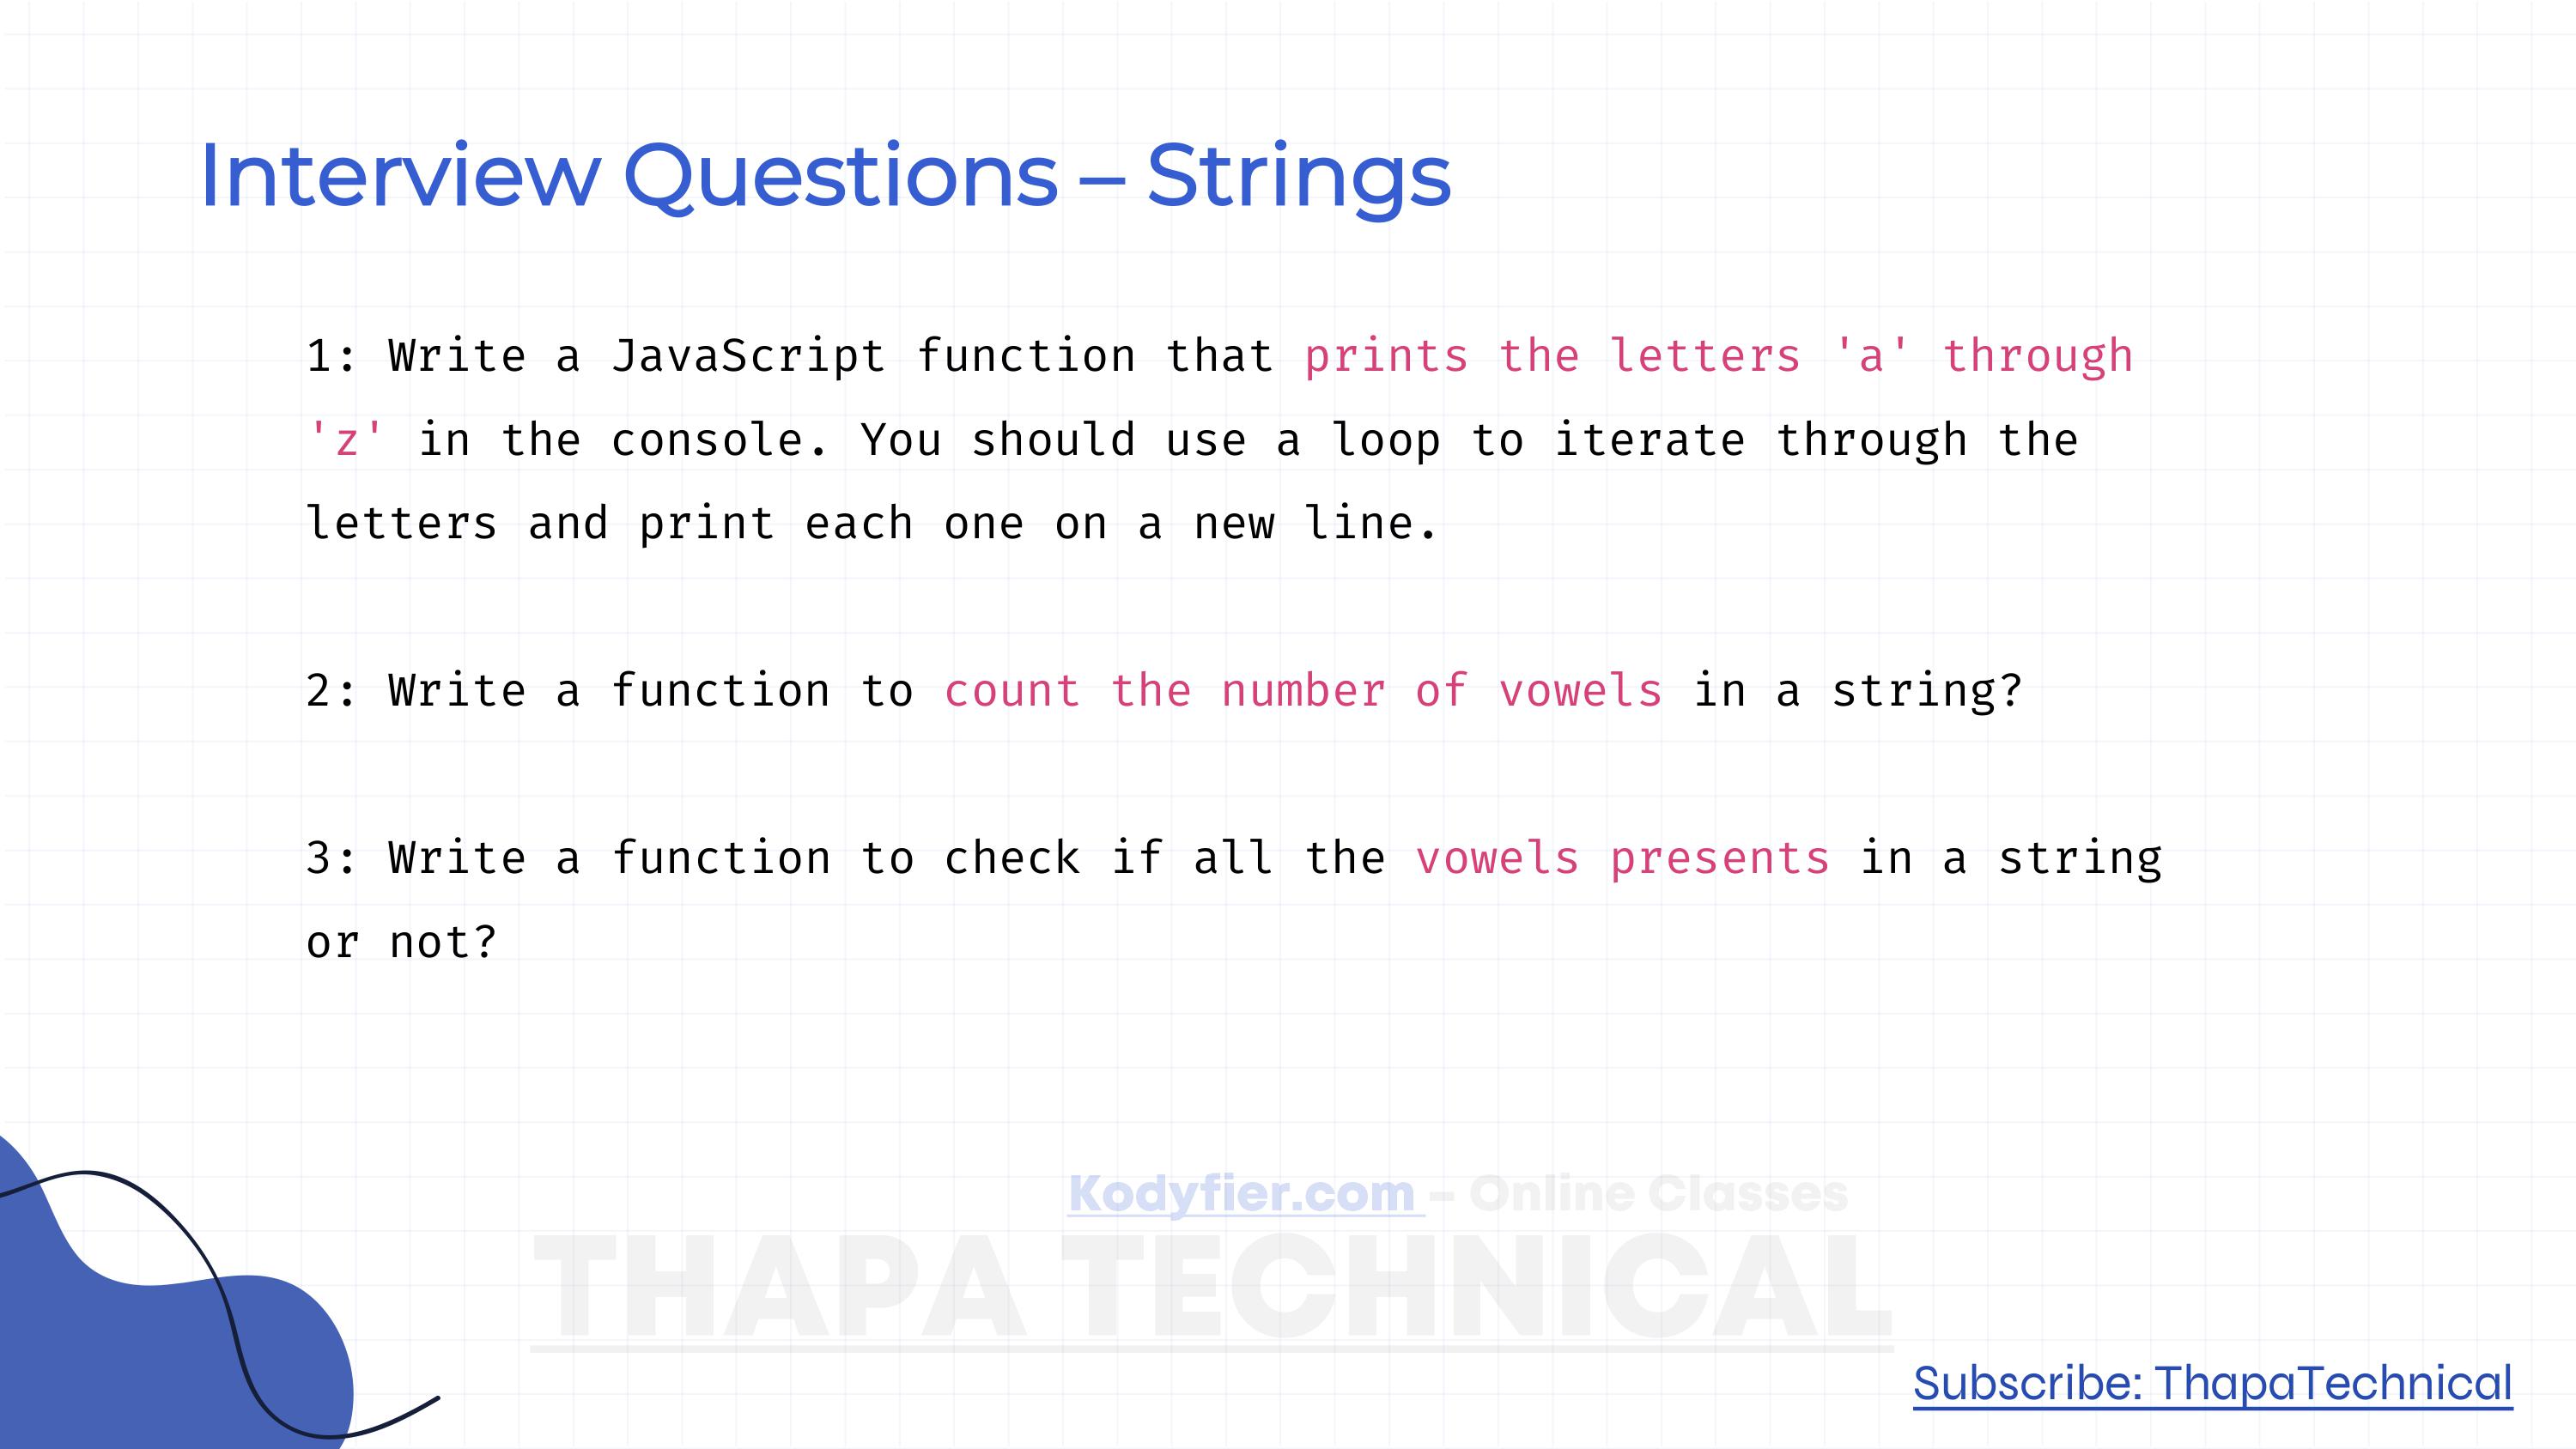 Interview Questions – Strings
1: Write a JavaScript function that prints the letters 'a' through
'z' in the console. You should use a loop to iterate through the
letters and print each one on a new line.
2: Write a function to count the number of vowels in a string?
3: Write a function to check if all the vowels presents in a string
or not?
Kodyfier.com – Online Classes
THAPA TECHNICAL
Subscribe: ThapaTechnical